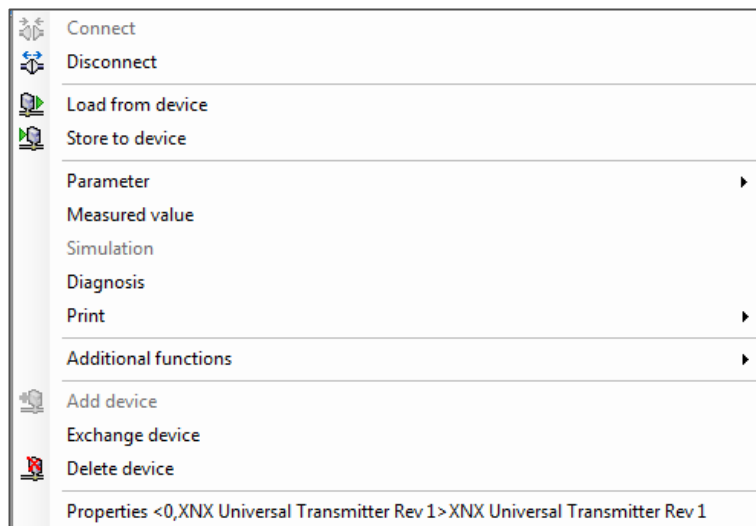 Connect
Disconnect
Load from device
Store to device
Parameter
Measured value
Simulation
Diagnosis
Print
Additional functions
Add device
Exchange device
Delete device
Properties <0,XNX Universal Transmitter Rev 1>XNX Universal Transmitter Rev 1